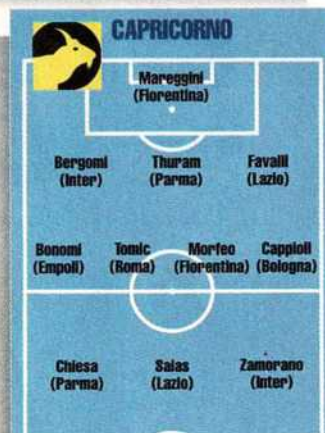 CAPRICORNO
Mareggini
(Fiorentina)
Bergomi Thuram Favalli
(Inter) (Parma) (Lazio)
Bonomi Tomic Morfeo Cappioli
(Empoli) (Roma) (Fiorentina) (Bologna)
Chiesa Salas Zamorano
(Parma) (Lazio) (Inter)